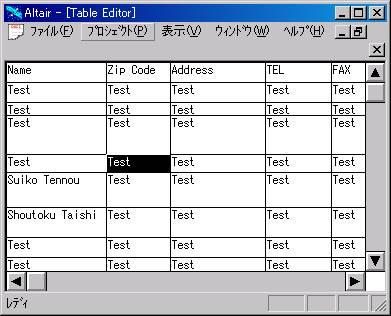 Altair - [Table Editor]
ﾌｧｲﾙ(F) ﾌﾟﾛｼﾞｪｸﾄ(P) 表示(V) ｳｨﾝﾄﾞｳ(W) ﾍﾙﾌﾟ(H)
Name Zip Code Address TEL FAX
Test Test Test Test Test
Test Test Test Test Test
Test Test Test Test Test
Test Test Test Test Test
Suiko Tennou Test Test Test Test
Shoutoku Taishi Test Test Test Test
Test Test Test Test Test
Test Test Test Test Test
ﾚﾃﾞｨ